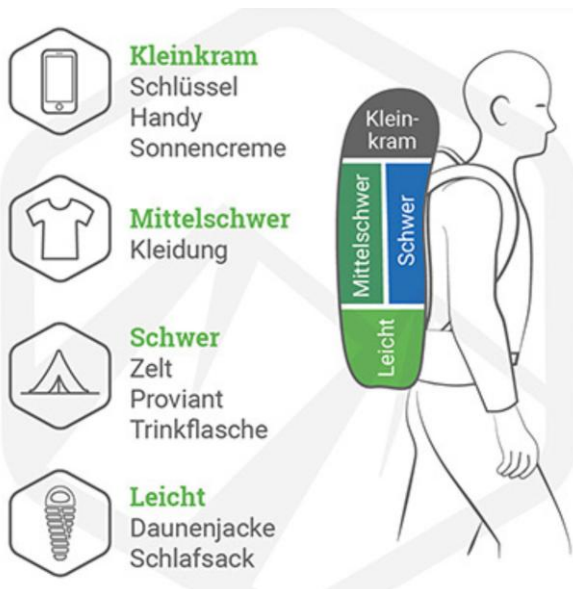 Kleinkram
Schlüssel
Handy
Sonnencreme
Mittelschwer
Kleidung
Schwer
Zelt
Proviant
Trinkflasche
Leicht
Daunenjacke
Schlafsack
Klein-
kram
Mittelschwer
Schwer
Leicht